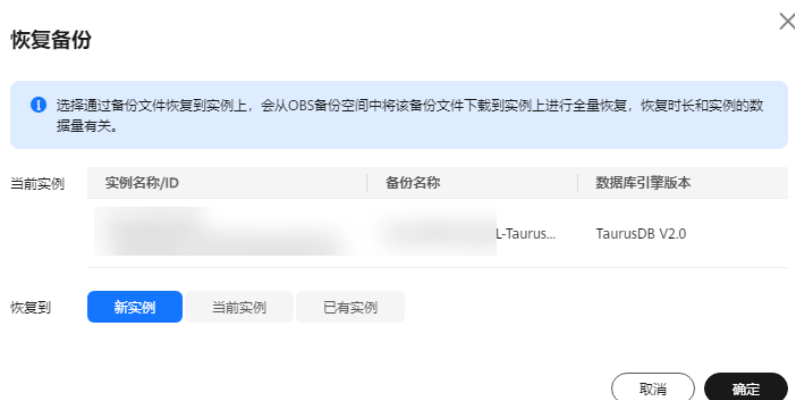 恢复备份
选择通过备份文件恢复到实例上，会从OBS备份空间中将该备份文件下载到实例上进行全量恢复，恢复时长和实例的数
据量有关。
当前实例 实例名称/ID 备份名称 数据库引擎版本
L-Taurus... TaurusDB V2.0
恢复到 新实例 当前实例 已有实例
取消 确定